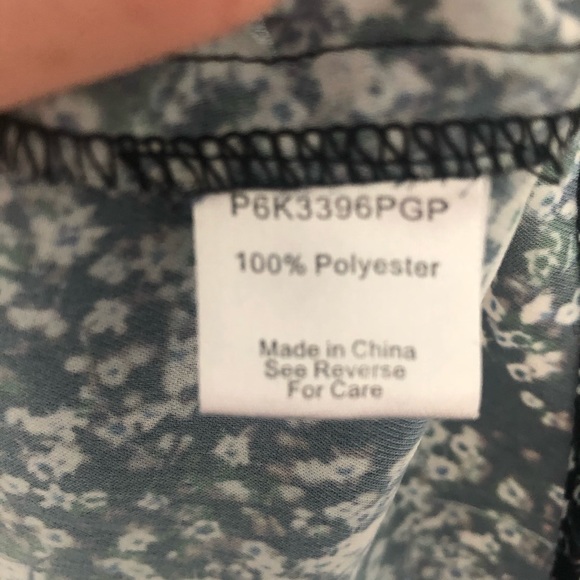 P6K3396PGP
100% Polyester
Made in China
See Reverse
For Care